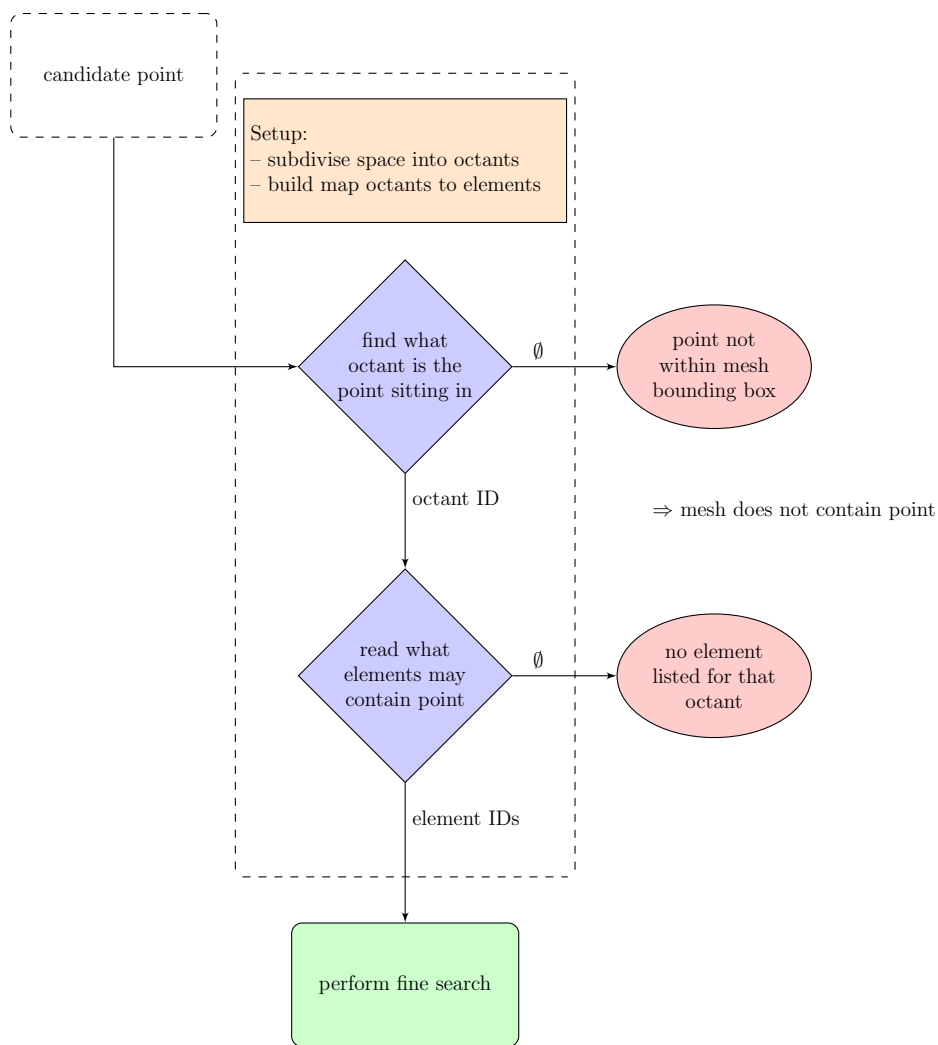 candidate point
Setup:
– subdivise space into octants
– build map octants to elements
find what
octant is the
point sitting in
∅
point not
within mesh
bounding box
octant ID
⇒ mesh does not contain point
read what
elements may
contain point
∅
no element
listed for that
octant
element IDs
perform fine search